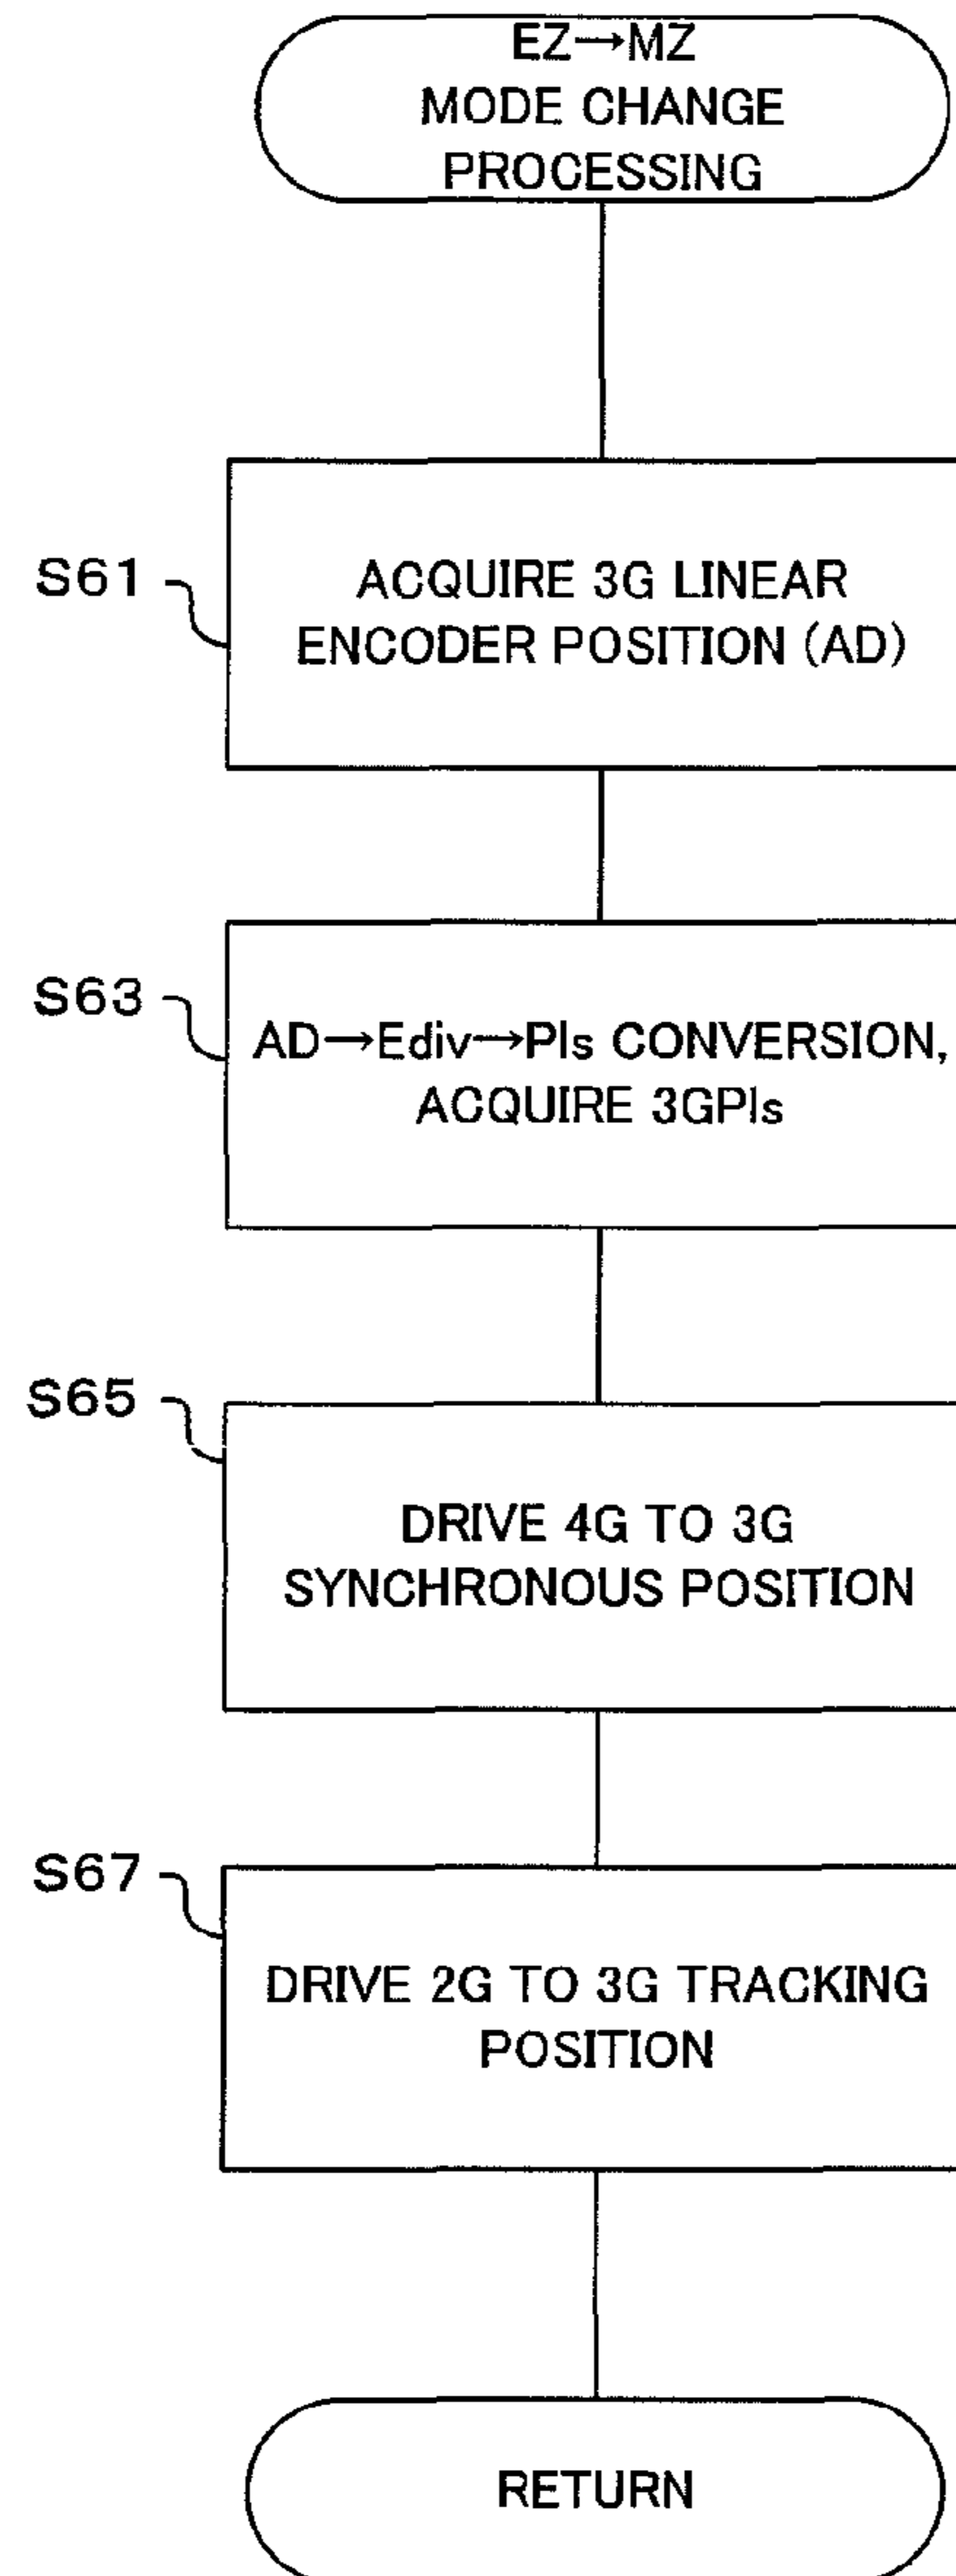 EZ→MZ
MODE CHANGE
PROCESSING
S61
ACQUIRE 3G LINEAR
ENCODER POSITION (AD)
S63
AD→Ediv→Pls CONVERSION,
ACQUIRE 3GPls
S65
DRIVE 4G TO 3G
SYNCHRONOUS POSITION
S67
DRIVE 2G TO 3G TRACKING
POSITION
RETURN